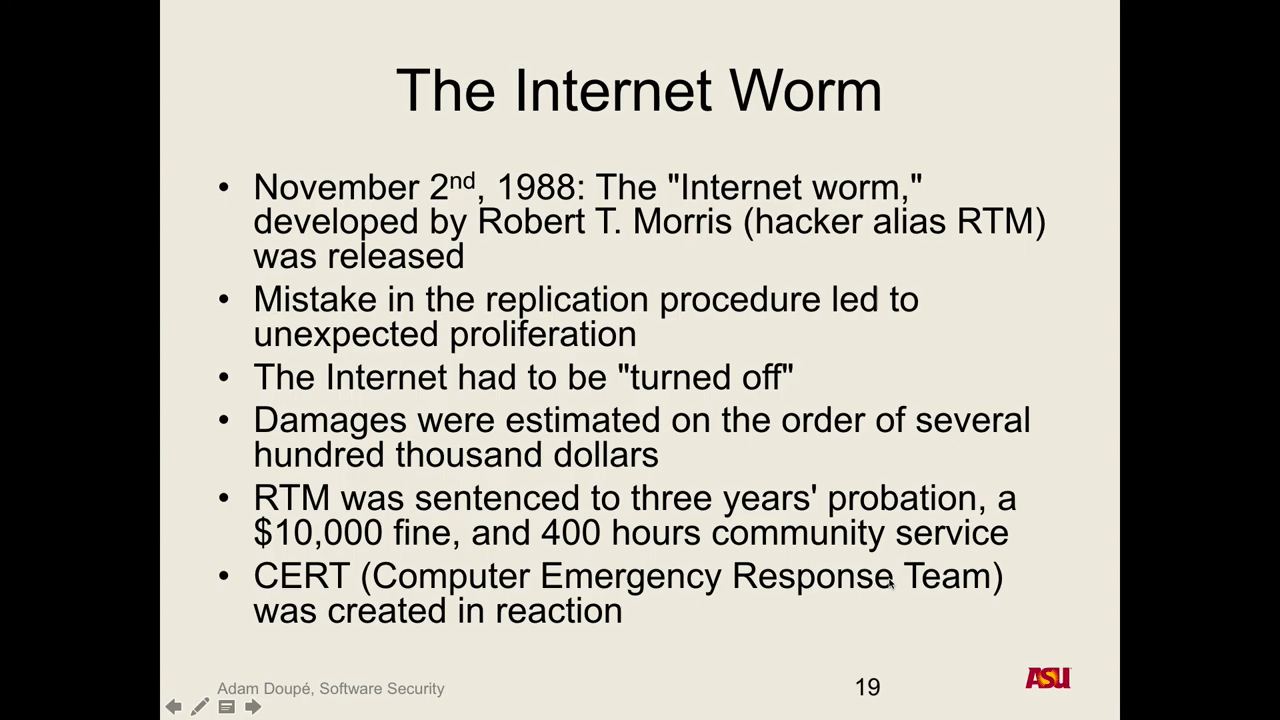 The Internet Worm
• November 2nd, 1988: The "Internet worm,"
developed by Robert T. Morris (hacker alias RTM)
was released
• Mistake in the replication procedure led to
unexpected proliferation
• The Internet had to be "turned off"
• Damages were estimated on the order of several
hundred thousand dollars
• RTM was sentenced to three years' probation, a
$10,000 fine, and 400 hours community service
• CERT (Computer Emergency Response Team)
was created in reaction
Adam Doupé, Software Security
19
ASU